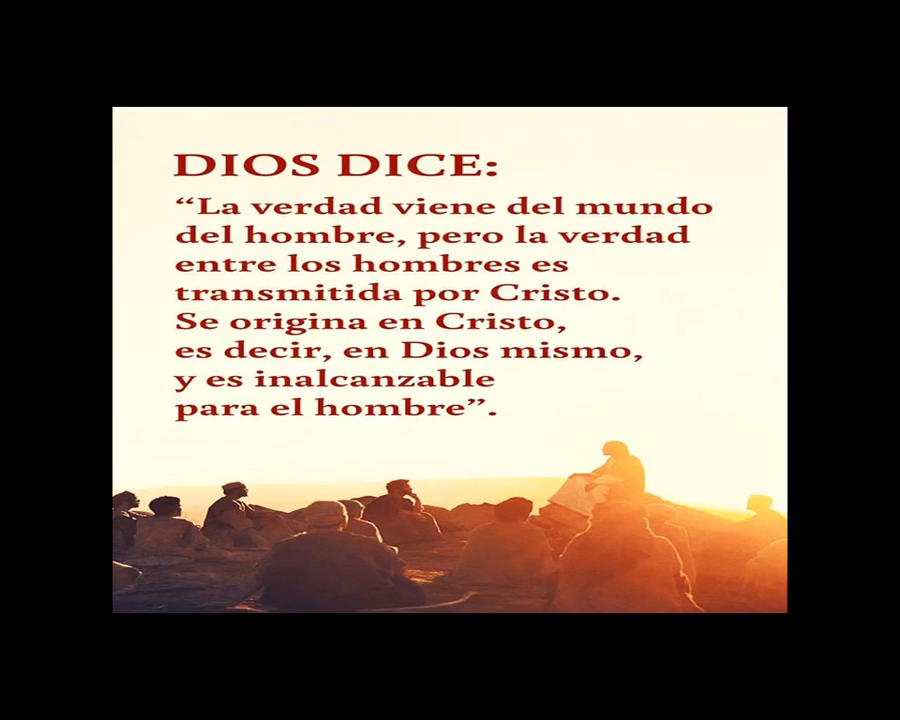 DIOS DICE:
“La verdad viene del mundo
del hombre, pero la verdad
entre los hombres es
transmitida por Cristo.
Se origina en Cristo,
es decir, en Dios mismo,
y es inalcanzable
para el hombre”.